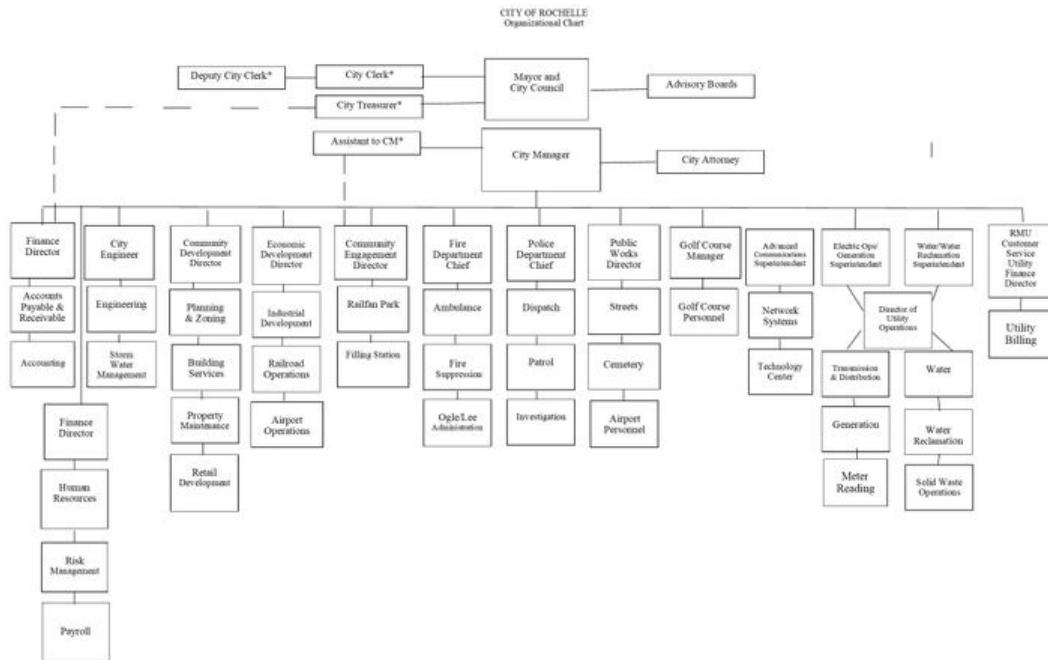 CITY OF ROCHELLE
Organizational Chart
Deputy City Clerk*
City Clerk*
Mayor and
City Council
Advisory Boards
City Treasurer*
Assistant to CM*
City Manager
City Attorney
Finance
Director
City
Engineer
Community
Development
Director
Economic
Development
Director
Community
Engagement
Director
Fire
Department
Chief
Police
Department
Chief
Public
Works
Director
Golf Course
Manager
Advanced
Communications
Superintendent
Electric Ops/
Generation
Superintendent
Water/Water
Reclamation
Superintendent
RMU
Customer
Service
Utility
Finance
Director
Accounts
Payable &
Receivable
Engineering
Planning
& Zoning
Industrial
Development
Railfan Park
Ambulance
Dispatch
Streets
Golf Course
Personnel
Network
Systems
Director of
Utility
Operations
Utility
Billing
Accounting
Storm
Water
Management
Building
Services
Railroad
Operations
Filling Station
Fire
Suppression
Patrol
Cemetery
Technology
Center
Transmission
& Distribution
Water
Finance
Director
Property
Maintenance
Airport
Operations
Ogle/Lee
Administration
Investigation
Airport
Personnel
Generation
Water
Reclamation
Human
Resources
Retail
Development
Meter
Reading
Solid Waste
Operations
Risk
Management
Payroll